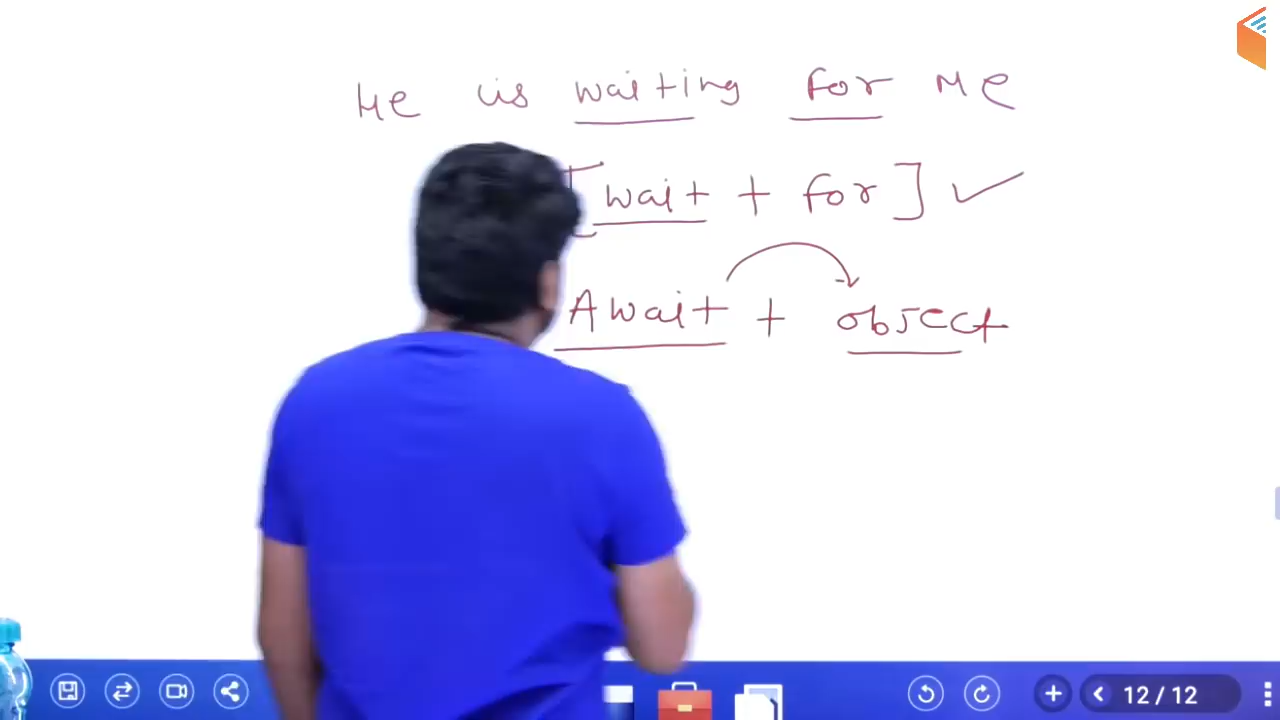 He is waiting for me
[wait + for] ✓
Await + object
12 / 12